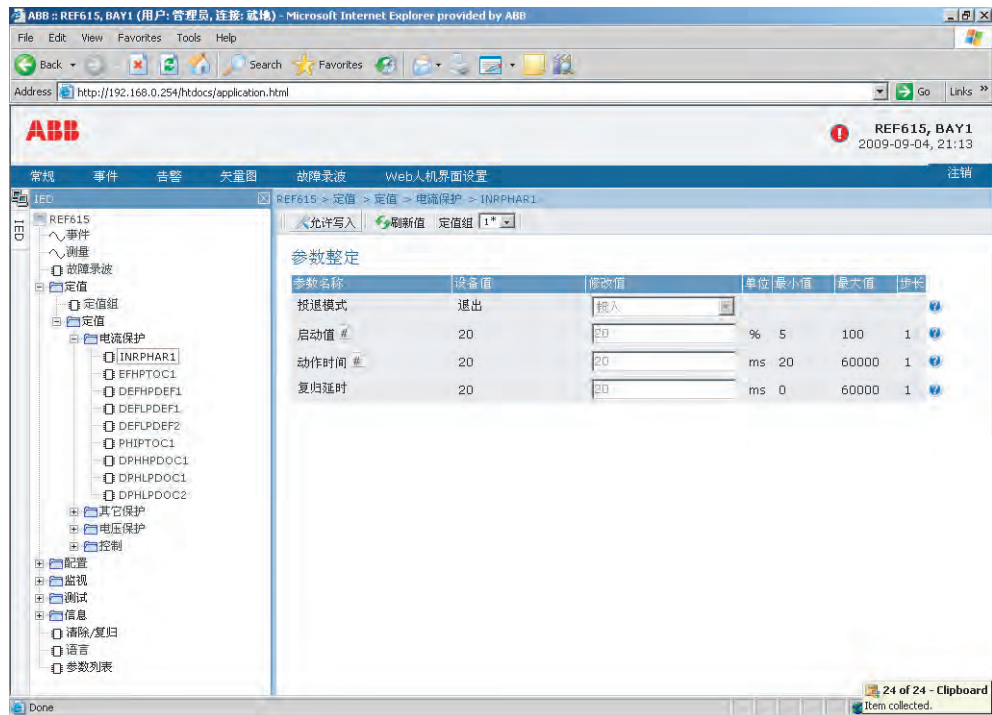 ABB :: REF615, BAY1 (用户: 管理员, 连接: 就地) - Microsoft Internet Explorer provided by ABB
File Edit View Favorites Tools Help
Back Search Favorites
Address http://192.168.0.254/htdocs/application.html Go Links »
ABB
REF615, BAY1
2009-09-04, 21:13
常规 事件 告警 矢量图 故障录波 Web人机界面设置 注销
IED REF615 > 定值 > 定值 > 电流保护 > INRPHAR1
IED
允许写入 刷新值 定值组 1*
REF615
事件
测量
故障录波
定值
定值组
定值
电流保护
INRPHAR1
EFHPTOC1
DEFHPDEF1
DEFLPDEF1
DEFLPDEF2
PHIPTOC1
DPHHPDOC1
DPHLPDOC1
DPHLPDOC2
其它保护
电压保护
控制
配置
监视
测试
信息
清除/复归
语言
参数列表
参数整定
参数名称 设备值 修改值 单位 最小值 最大值 步长
投退模式 退出 投入
启动值 # 20 20 % 5 100 1
动作时间 # 20 20 ms 20 60000 1
复归延时 20 20 ms 0 60000 1
24 of 24 - Clipboard
Item collected.
Done